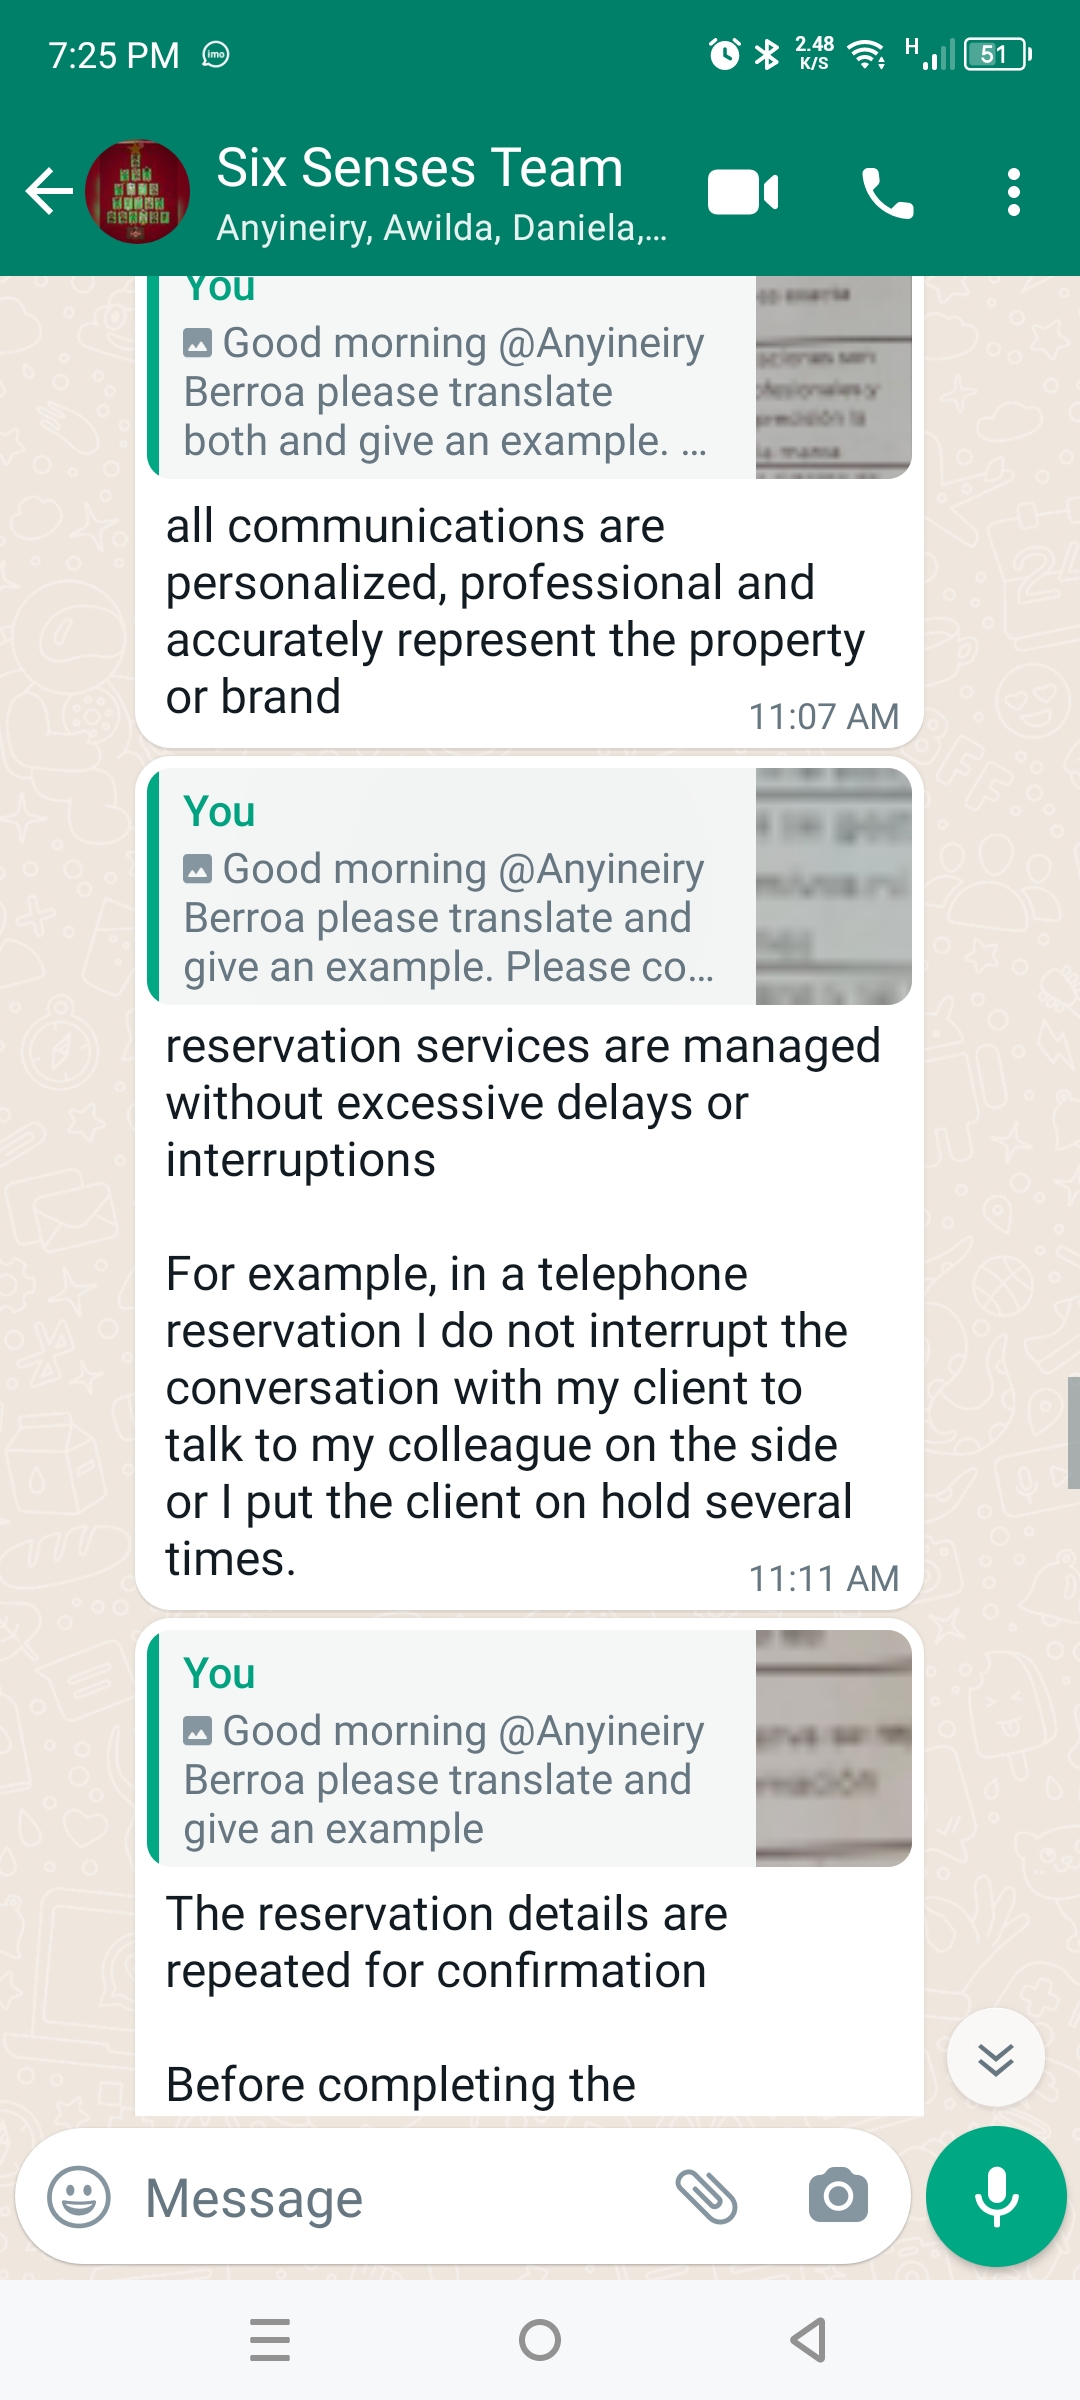 7:25 PM imo 2.48 K/S H 51
Six Senses Team
Anyineiry, Awilda, Daniela,...
You
Good morning @Anyineiry
Berroa please translate
both and give an example. ...
all communications are
personalized, professional and
accurately represent the property
or brand
11:07 AM
You
Good morning @Anyineiry
Berroa please translate and
give an example. Please co...
reservation services are managed
without excessive delays or
interruptions
For example, in a telephone
reservation I do not interrupt the
conversation with my client to
talk to my colleague on the side
or I put the client on hold several
times.
11:11 AM
You
Good morning @Anyineiry
Berroa please translate and
give an example
The reservation details are
repeated for confirmation
Before completing the
Message